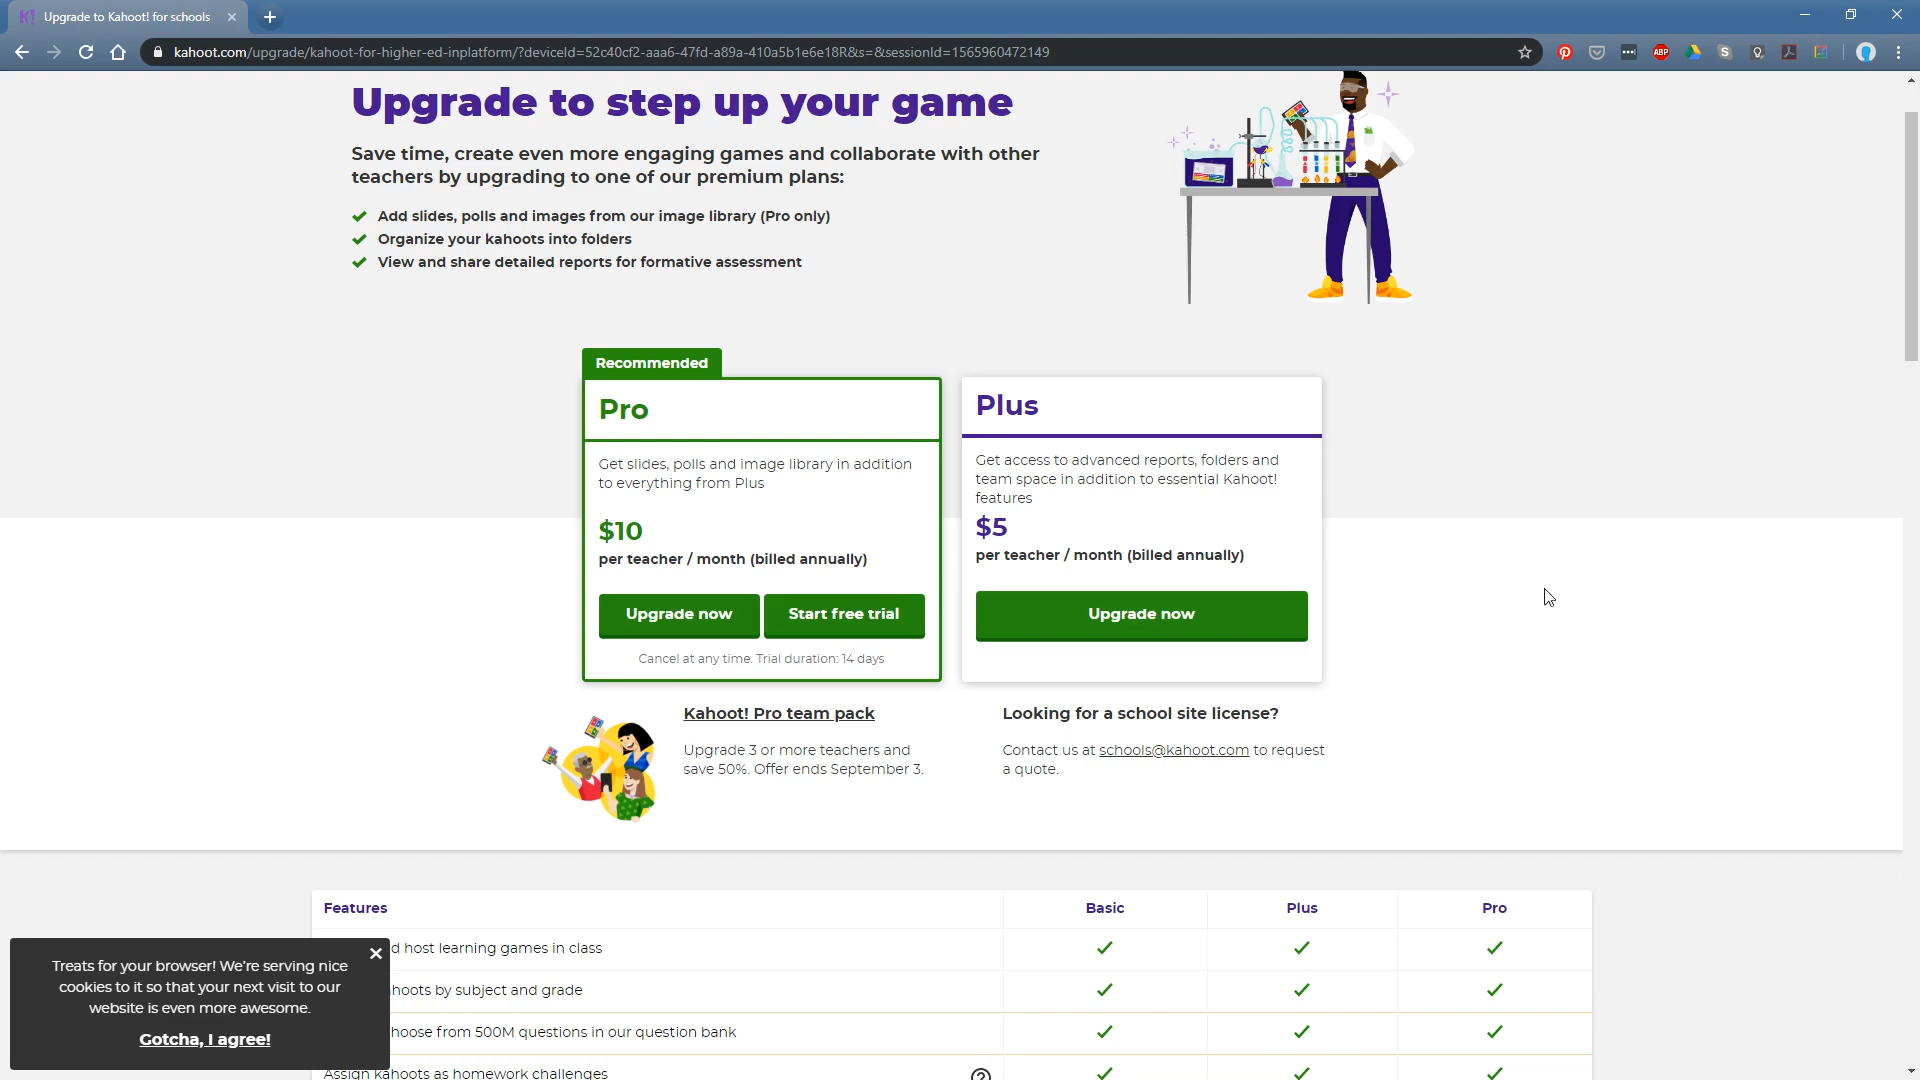 Upgrade to Kahoot! for schools
kahoot.com/upgrade/kahoot-for-higher-ed-inplatform/?deviceId=52c40cf2-aaa6-47fd-a89a-410a5b1e6e18R&s=&sessionId=1565960472149
ABP
Upgrade to step up your game
Save time, create even more engaging games and collaborate with other
teachers by upgrading to one of our premium plans:
Add slides, polls and images from our image library (Pro only)
Organize your kahoots into folders
View and share detailed reports for formative assessment
Recommended
Pro
Get slides, polls and image library in addition
to everything from Plus
$10
per teacher / month (billed annually)
Upgrade now
Start free trial
Cancel at any time. Trial duration: 14 days
Plus
Get access to advanced reports, folders and
team space in addition to essential Kahoot!
features
$5
per teacher / month (billed annually)
Upgrade now
Kahoot! Pro team pack
Upgrade 3 or more teachers and
save 50%. Offer ends September 3.
Looking for a school site license?
Contact us at schools@kahoot.com to request
a quote.
Features Basic Plus Pro
d host learning games in class
hoots by subject and grade
hoose from 500M questions in our question bank
Assign kahoots as homework challenges
Treats for your browser! We're serving nice
cookies to it so that your next visit to our
website is even more awesome.
Gotcha, I agree!